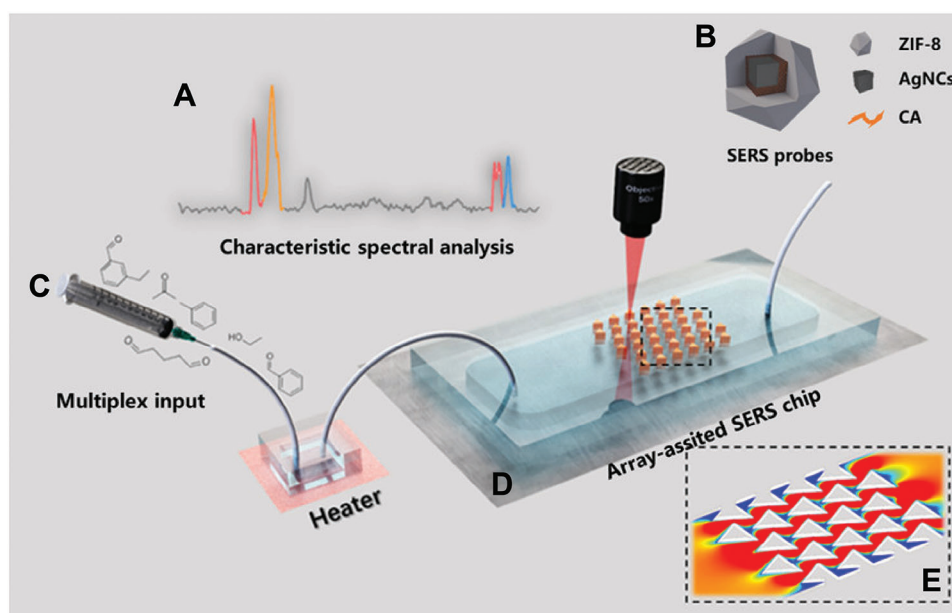 A
B
ZIF-8
AgNCs
CA
SERS probes
Objective
50x
Characteristic spectral analysis
C
O
O
O
HO
O
O
Multiplex input
Heater
D
Array-assited SERS chip
E